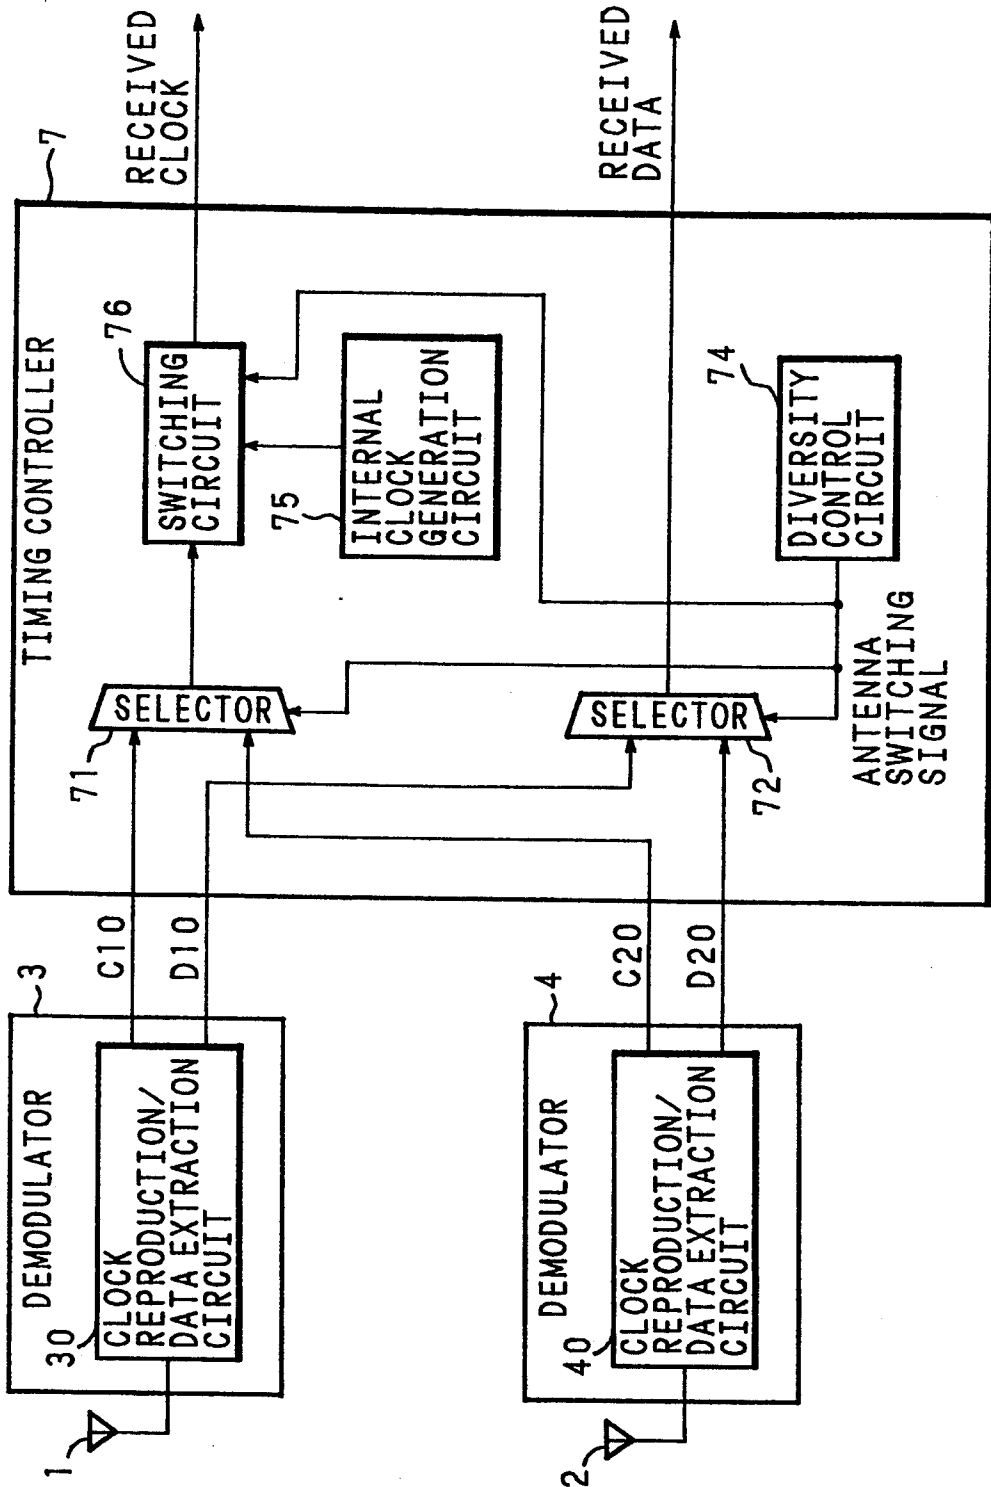 1
3
DEMODULATOR
30
CLOCK
REPRODUCTION/
DATA EXTRACTION
CIRCUIT
C10
D10
2
4
DEMODULATOR
40
CLOCK
REPRODUCTION/
DATA EXTRACTION
CIRCUIT
C20
D20
7
TIMING CONTROLLER
71
SELECTOR
76
SWITCHING
CIRCUIT
75
INTERNAL
CLOCK
GENERATION
CIRCUIT
72
SELECTOR
74
DIVERSITY
CONTROL
CIRCUIT
ANTENNA
SWITCHING
SIGNAL
RECEIVED
CLOCK
RECEIVED
DATA